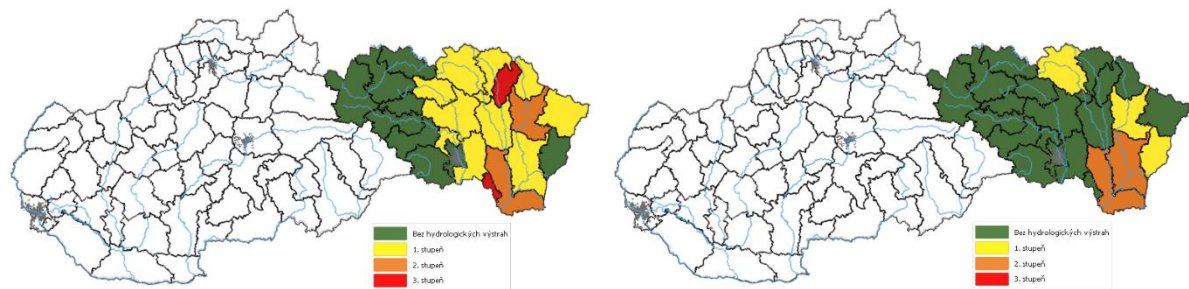 Bez hydrologických výstrah
1. stupeň
2. stupeň
3. stupeň
Bez hydrologických výstrah
1. stupeň
2. stupeň
3. stupeň